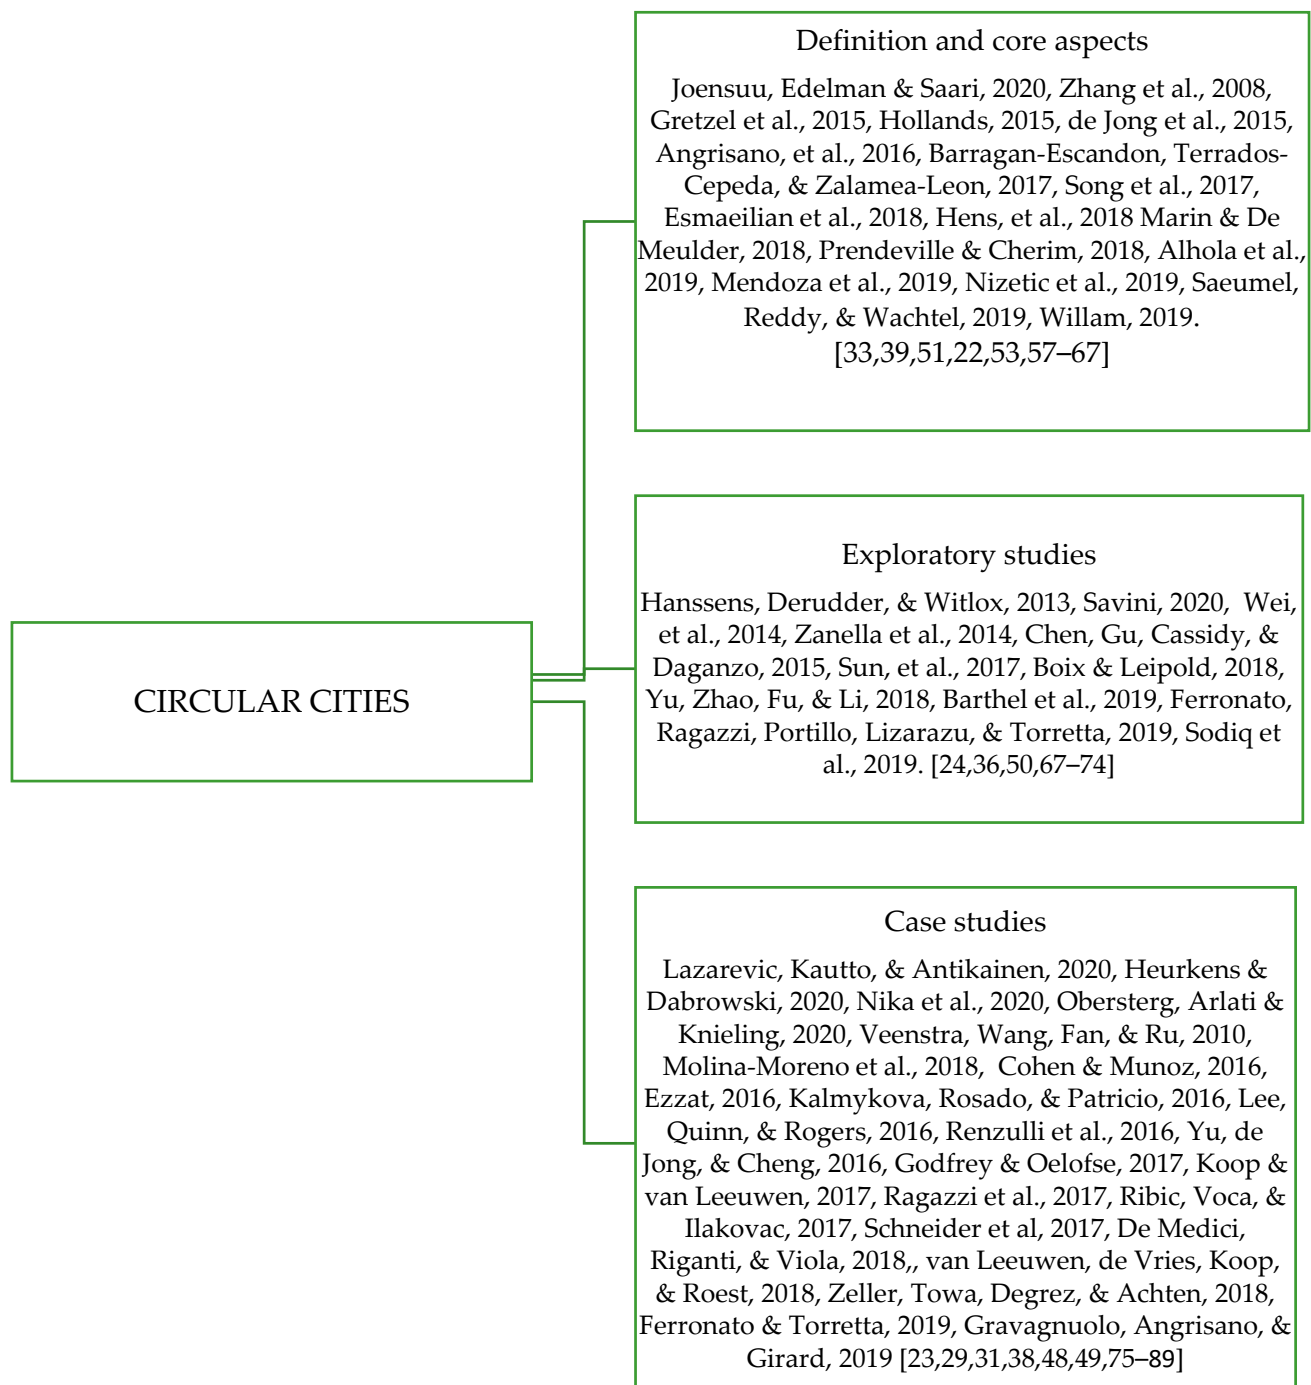 Definition and core aspects
Joensuu, Edelman & Saari, 2020, Zhang et al., 2008,
Gretzel et al., 2015, Hollands, 2015, de Jong et al., 2015,
Angrisano, et al., 2016, Barragan-Escandon, Terrados-
Cepeda, & Zalamea-Leon, 2017, Song et al., 2017,
Esmaeilian et al., 2018, Hens, et al., 2018 Marin & De
Meulder, 2018, Prendeville & Cherim, 2018, Alhola et al.,
2019, Mendoza et al., 2019, Nizetic et al., 2019, Saeumel,
Reddy, & Wachtel, 2019, Willam, 2019.
[33,39,51,22,53,57–67]
Exploratory studies
Hanssens, Derudder, & Witlox, 2013, Savini, 2020, Wei,
et al., 2014, Zanella et al., 2014, Chen, Gu, Cassidy, &
Daganzo, 2015, Sun, et al., 2017, Boix & Leipold, 2018,
Yu, Zhao, Fu, & Li, 2018, Barthel et al., 2019, Ferronato,
Ragazzi, Portillo, Lizarazu, & Torretta, 2019, Sodiq et
al., 2019. [24,36,50,67–74]
CIRCULAR CITIES
Case studies
Lazarevic, Kautto, & Antikainen, 2020, Heurkens &
Dabrowski, 2020, Nika et al., 2020, Obersterg, Arlati &
Knieling, 2020, Veenstra, Wang, Fan, & Ru, 2010,
Molina-Moreno et al., 2018, Cohen & Munoz, 2016,
Ezzat, 2016, Kalmykova, Rosado, & Patricio, 2016, Lee,
Quinn, & Rogers, 2016, Renzulli et al., 2016, Yu, de
Jong, & Cheng, 2016, Godfrey & Oelofse, 2017, Koop &
van Leeuwen, 2017, Ragazzi et al., 2017, Ribic, Voca, &
Ilakovac, 2017, Schneider et al, 2017, De Medici,
Riganti, & Viola, 2018,, van Leeuwen, de Vries, Koop,
& Roest, 2018, Zeller, Towa, Degrez, & Achten, 2018,
Ferronato & Torretta, 2019, Gravagnuolo, Angrisano, &
Girard, 2019 [23,29,31,38,48,49,75–89]